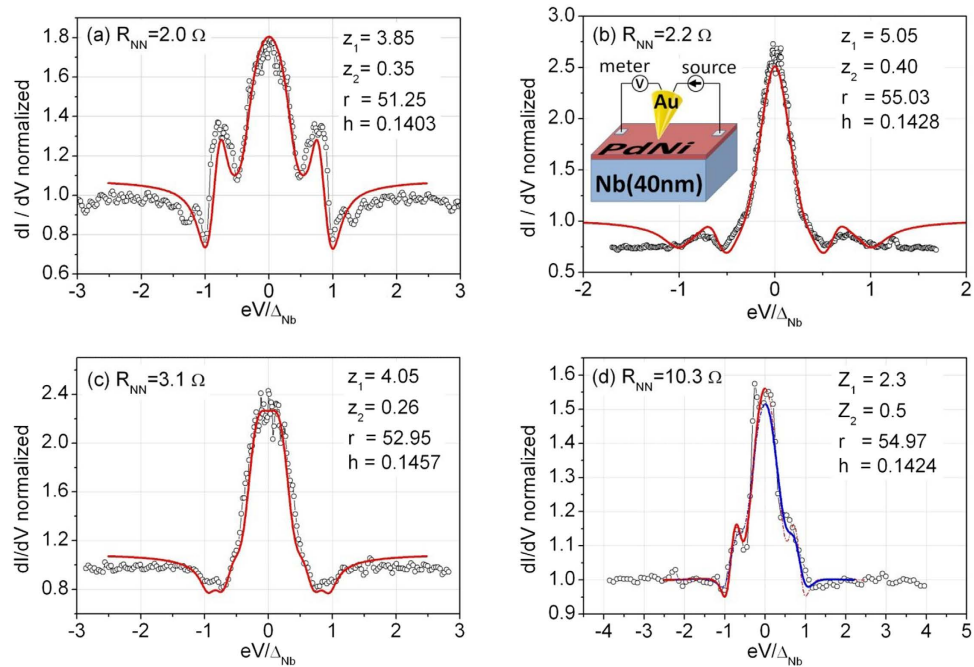 (a) R_NN=2.0 Ω
z_1 = 3.85
z_2 = 0.35
r = 51.25
h = 0.1403
dI / dV normalized
1.8
1.6
1.4
1.2
1.0
0.8
0.6
-3 -2 -1 0 1 2 3
eV/Δ_Nb
(b) R_NN=2.2 Ω
z_1 = 5.05
z_2 = 0.40
r = 55.03
h = 0.1428
meter
source
V
Au
PdNi
Nb(40nm)
dI / dV normalized
3.0
2.5
2.0
1.5
1.0
0.5
-2 -1 0 1 2
eV/Δ_Nb
(c) R_NN=3.1 Ω
z_1 = 4.05
z_2 = 0.26
r = 52.95
h = 0.1457
dI/dV normalized
2.4
2.0
1.6
1.2
0.8
-3 -2 -1 0 1 2 3
eV/Δ_Nb
(d) R_NN=10.3 Ω
Z_1 = 2.3
Z_2 = 0.5
r = 54.97
h = 0.1424
dI/dV normalized
1.6
1.5
1.4
1.3
1.2
1.1
1.0
0.9
-4 -3 -2 -1 0 1 2 3 4 5
eV/Δ_Nb